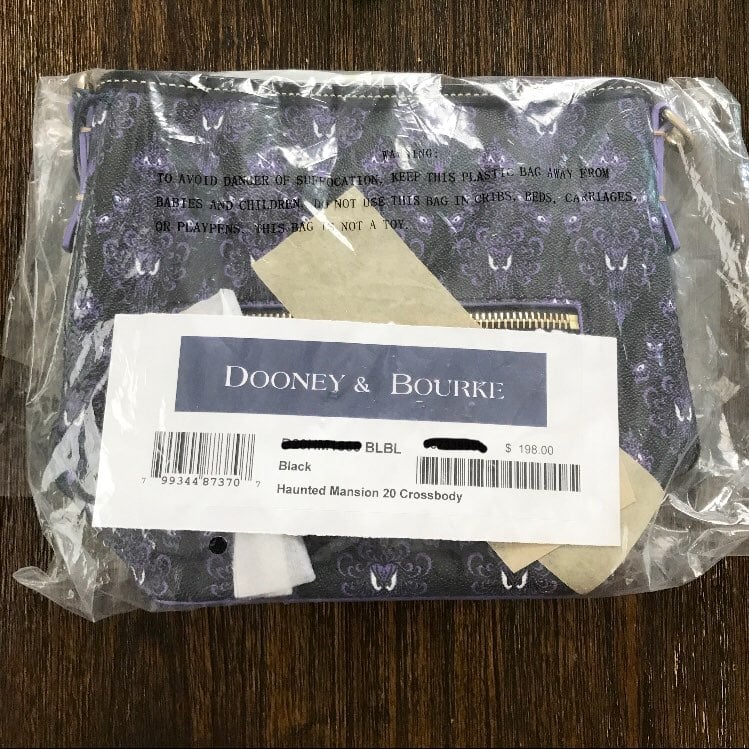 WARNING:
TO AVOID DANGER OF SUFFOCATION, KEEP THIS PLASTIC BAG AWAY FROM
BABIES AND CHILDREN. DO NOT USE THIS BAG IN CRIBS, BEDS, CARRIAGES,
OR PLAYPENS. THIS BAG IS NOT A TOY.
DOONEY & BOURKE
BLBL $ 198.00
Black
7 99344 87370 7
Haunted Mansion 20 Crossbody